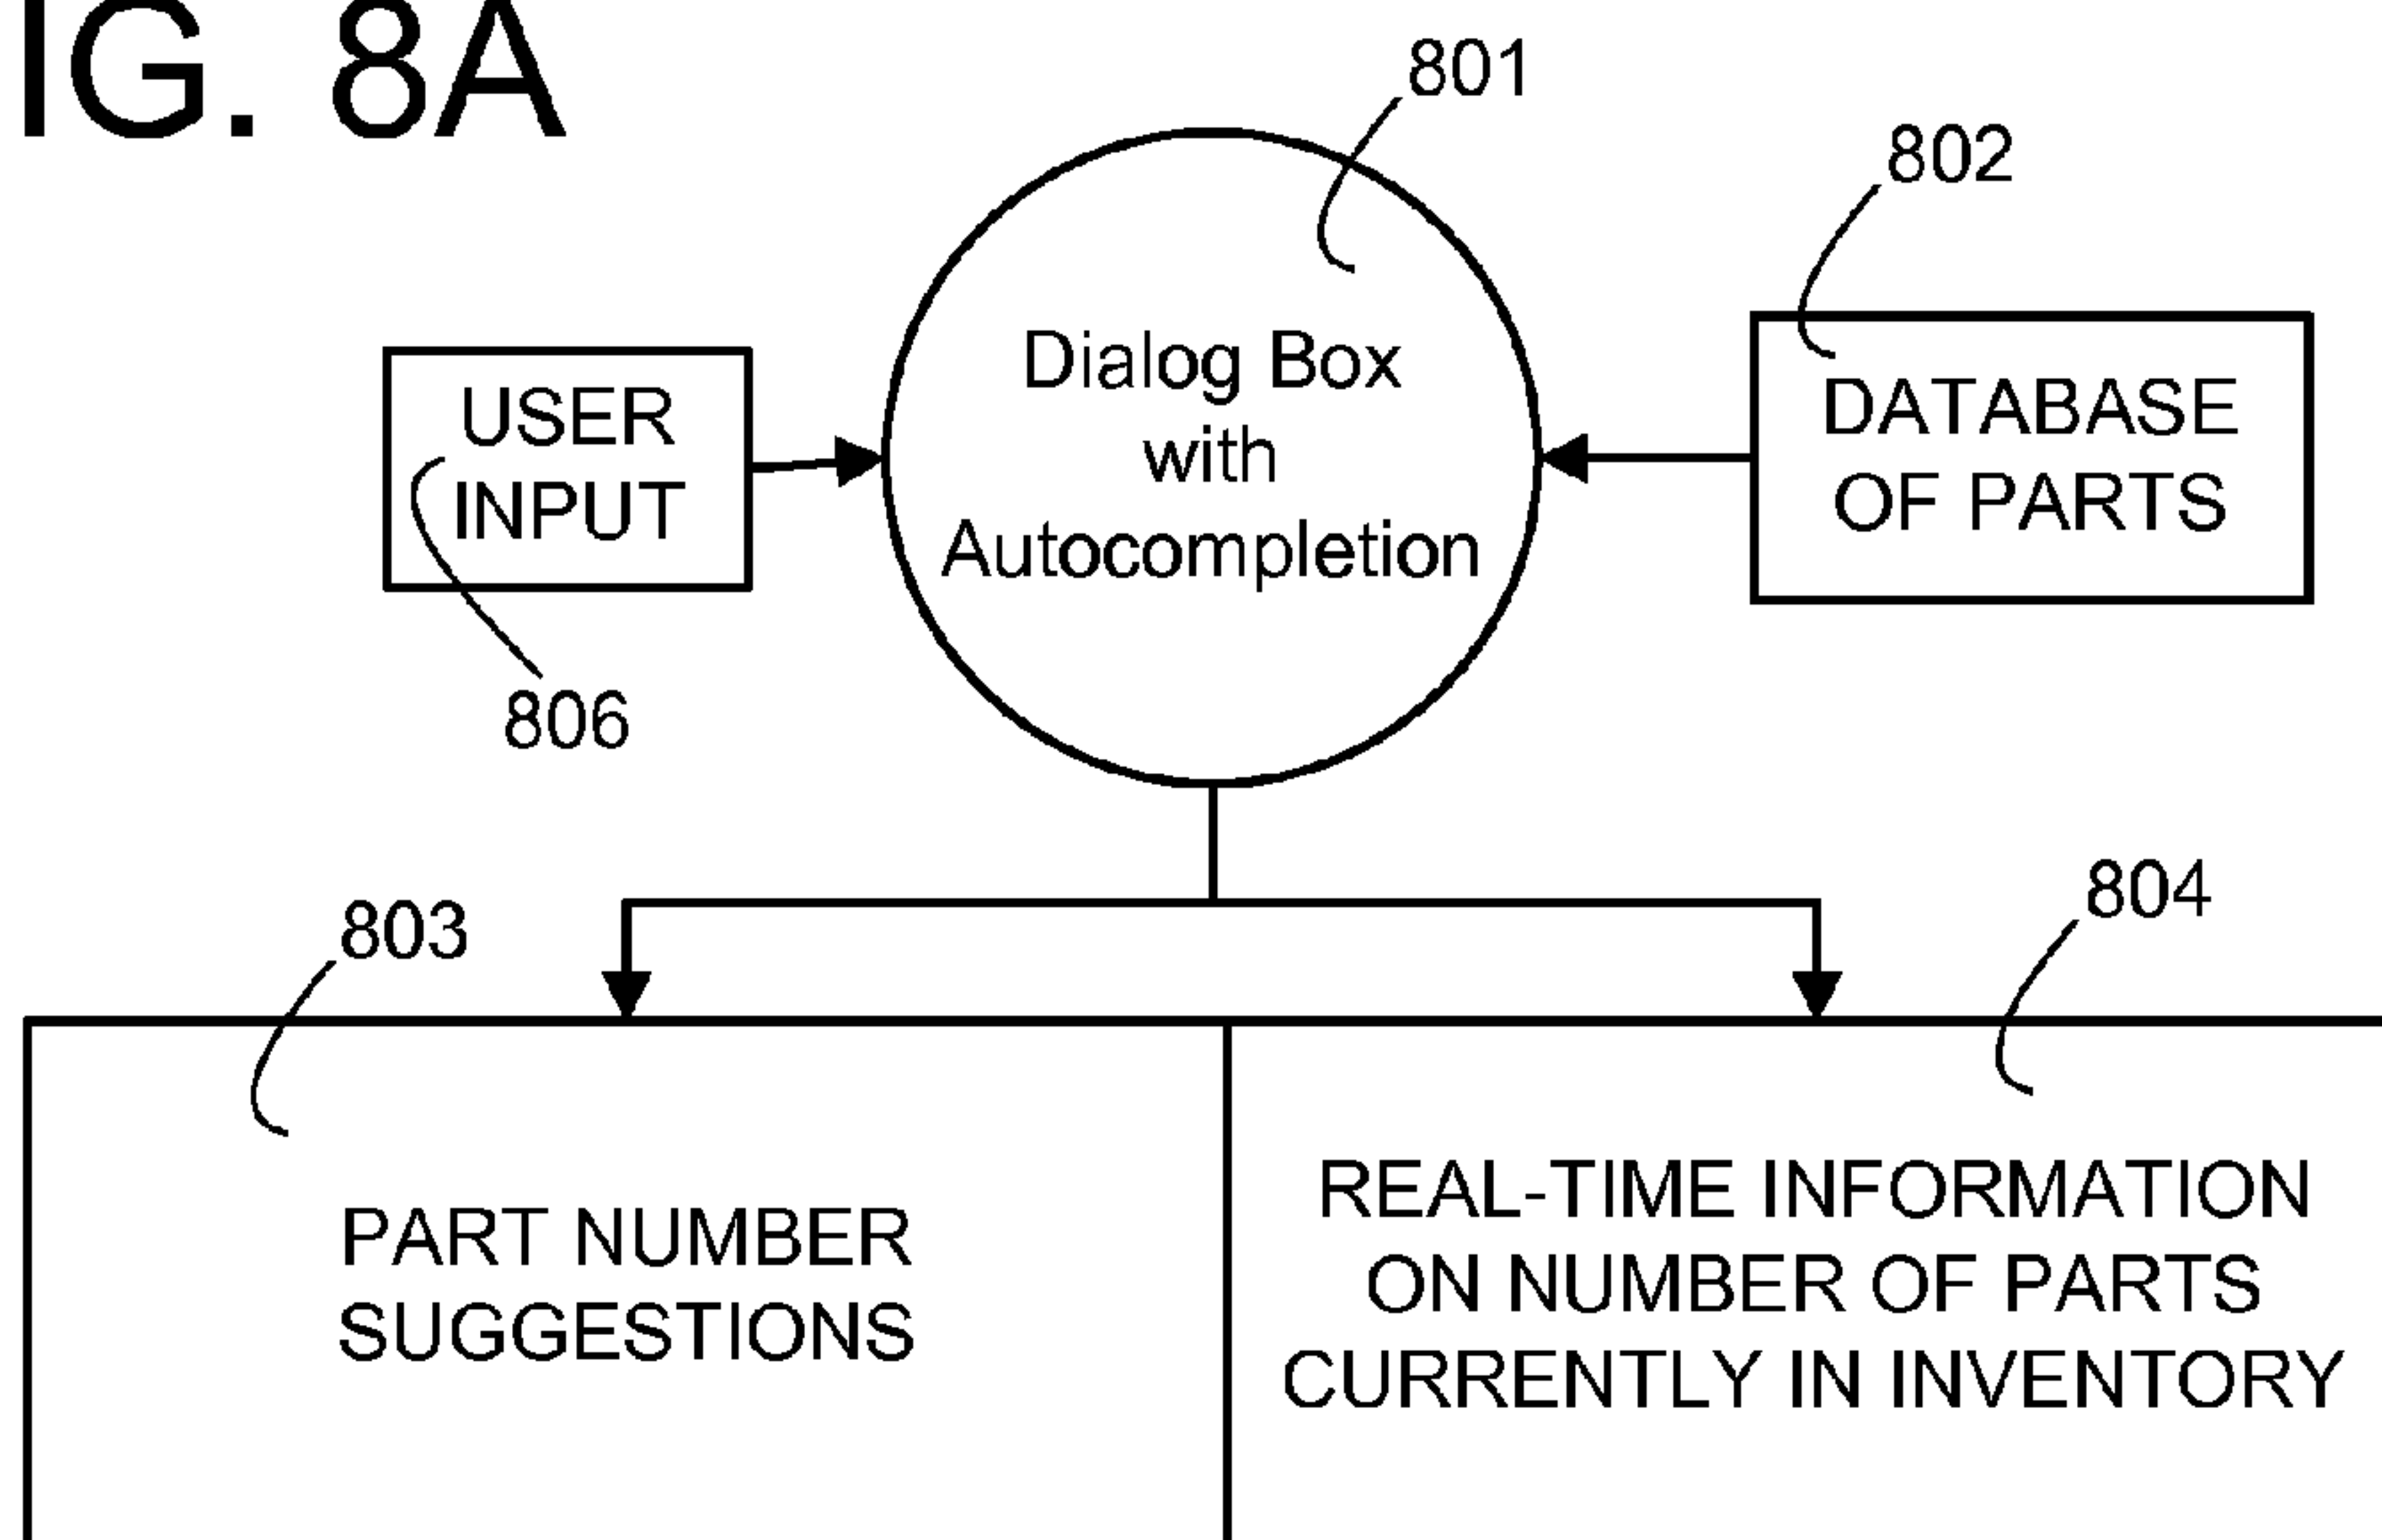 IG. 8A
801
802
USER
INPUT
Dialog Box
with
Autocompletion
DATABASE
OF PARTS
806
803
804
PART NUMBER
SUGGESTIONS
REAL-TIME INFORMATION
ON NUMBER OF PARTS
CURRENTLY IN INVENTORY